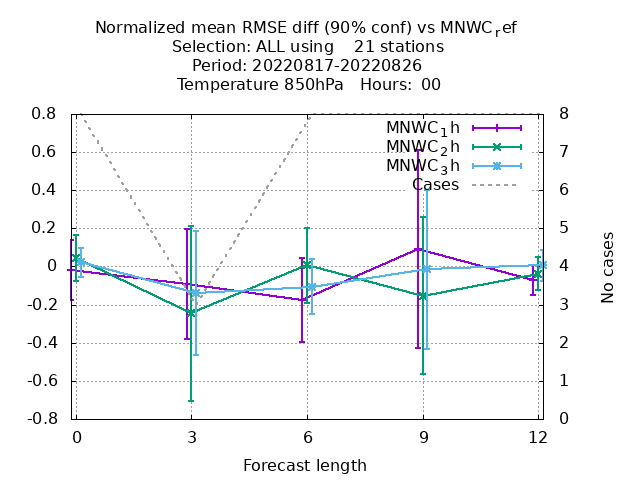 Normalized mean RMSE diff (90% conf) vs MNWCref
Selection: ALL using    21 stations
Period: 20220817-20220826
Temperature 850hPa   Hours:  00
MNWC1h
MNWC2h
MNWC3h
Cases
0.8
0.6
0.4
0.2
0
-0.2
-0.4
-0.6
-0.8
8
7
6
5
4
3
2
1
0
No cases
0 3 6 9 12
Forecast length